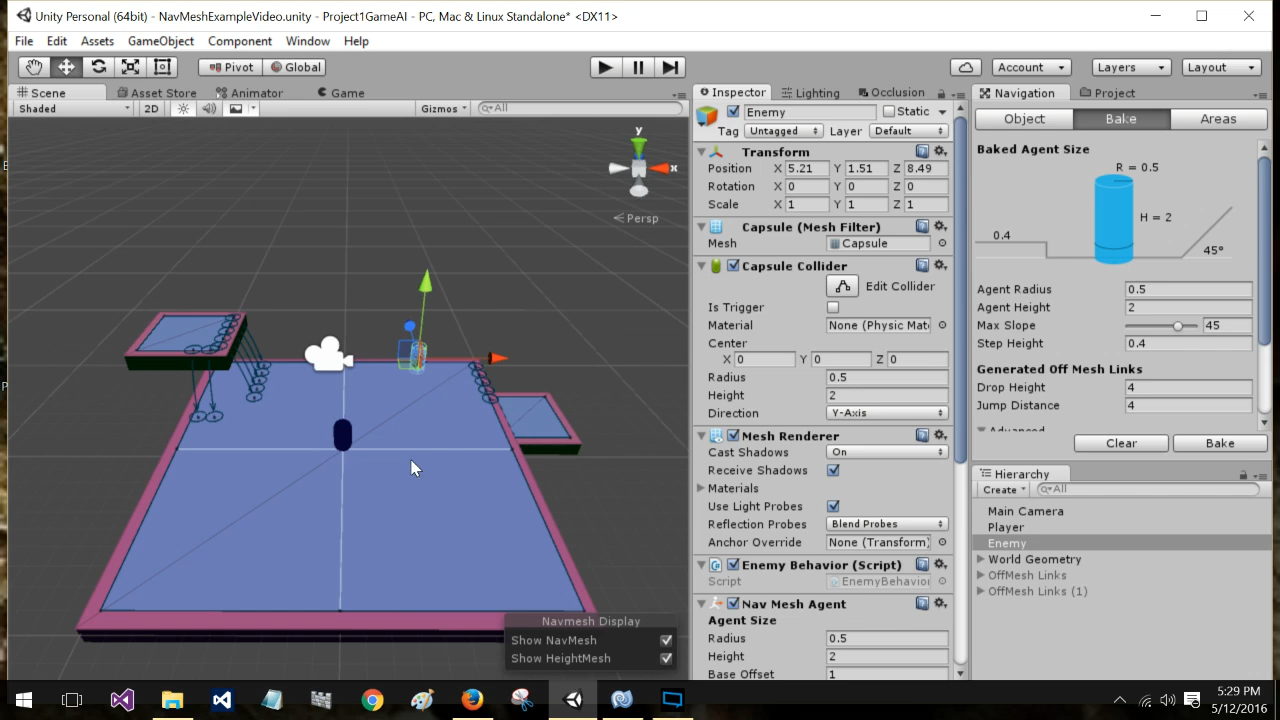 Unity Personal (64bit) - NavMeshExampleVideo.unity - Project1GameAI - PC, Mac & Linux Standalone* <DX11>
File Edit Assets GameObject Component Window Help
Pivot Global Account Layers Layout
Scene Asset Store Animator Game
Shaded 2D Gizmos All
y
x
Persp
Navmesh Display
Show NavMesh
Show HeightMesh
Inspector Lighting Occlusion
Enemy Static
Tag Untagged Layer Default
Transform
Position X 5.21 Y 1.51 Z 8.49
Rotation X 0 Y 0 Z 0
Scale X 1 Y 1 Z 1
Capsule (Mesh Filter)
Mesh Capsule
Capsule Collider
Edit Collider
Is Trigger
Material None (Physic Mat
Center
X 0 Y 0 Z 0
Radius 0.5
Height 2
Direction Y-Axis
Mesh Renderer
Cast Shadows On
Receive Shadows
Materials
Use Light Probes
Reflection Probes Blend Probes
Anchor Override None (Transform)
Enemy Behavior (Script)
Script EnemyBehavior
Nav Mesh Agent
Agent Size
Radius 0.5
Height 2
Base Offset 1
Navigation Project
Object Bake Areas
Baked Agent Size
R = 0.5
H = 2
0.4
45°
Agent Radius 0.5
Agent Height 2
Max Slope 45
Step Height 0.4
Generated Off Mesh Links
Drop Height 4
Jump Distance 4
Advanced
Clear Bake
Hierarchy
Create All
Main Camera
Player
Enemy
World Geometry
OffMesh Links
OffMesh Links (1)
5:29 PM
5/12/2016